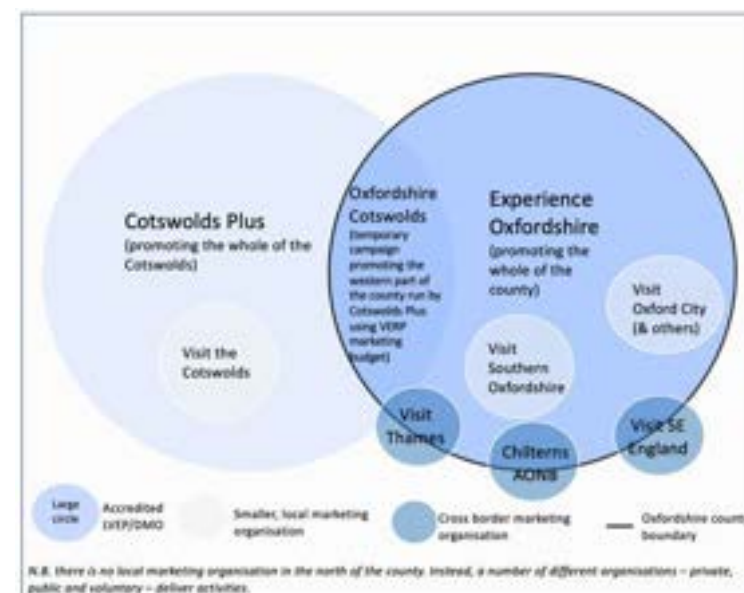 Cotswolds Plus
(promoting the whole of the
Cotswolds)
Visit the
Cotswolds
Oxfordshire
Cotswolds
(temporary
campaign
promoting the
western part of
the county run by
Cotswolds Plus
using VERP
marketing
budget)
Experience
Oxfordshire
(promoting the
whole of the
county)
Visit
Oxford City
(& others)
Visit
Southern
Oxfordshire
Visit
Thames
Chilterns
AONB
Visit SE
England
Large
circle
Accredited
LVEP/DMO
Smaller, local marketing
organisation
Cross border marketing
organisation
Oxfordshire count
boundary
N.B. there is no local marketing organisation in the north of the county. Instead, a number of different organisations – private,
public and voluntary – deliver activities.